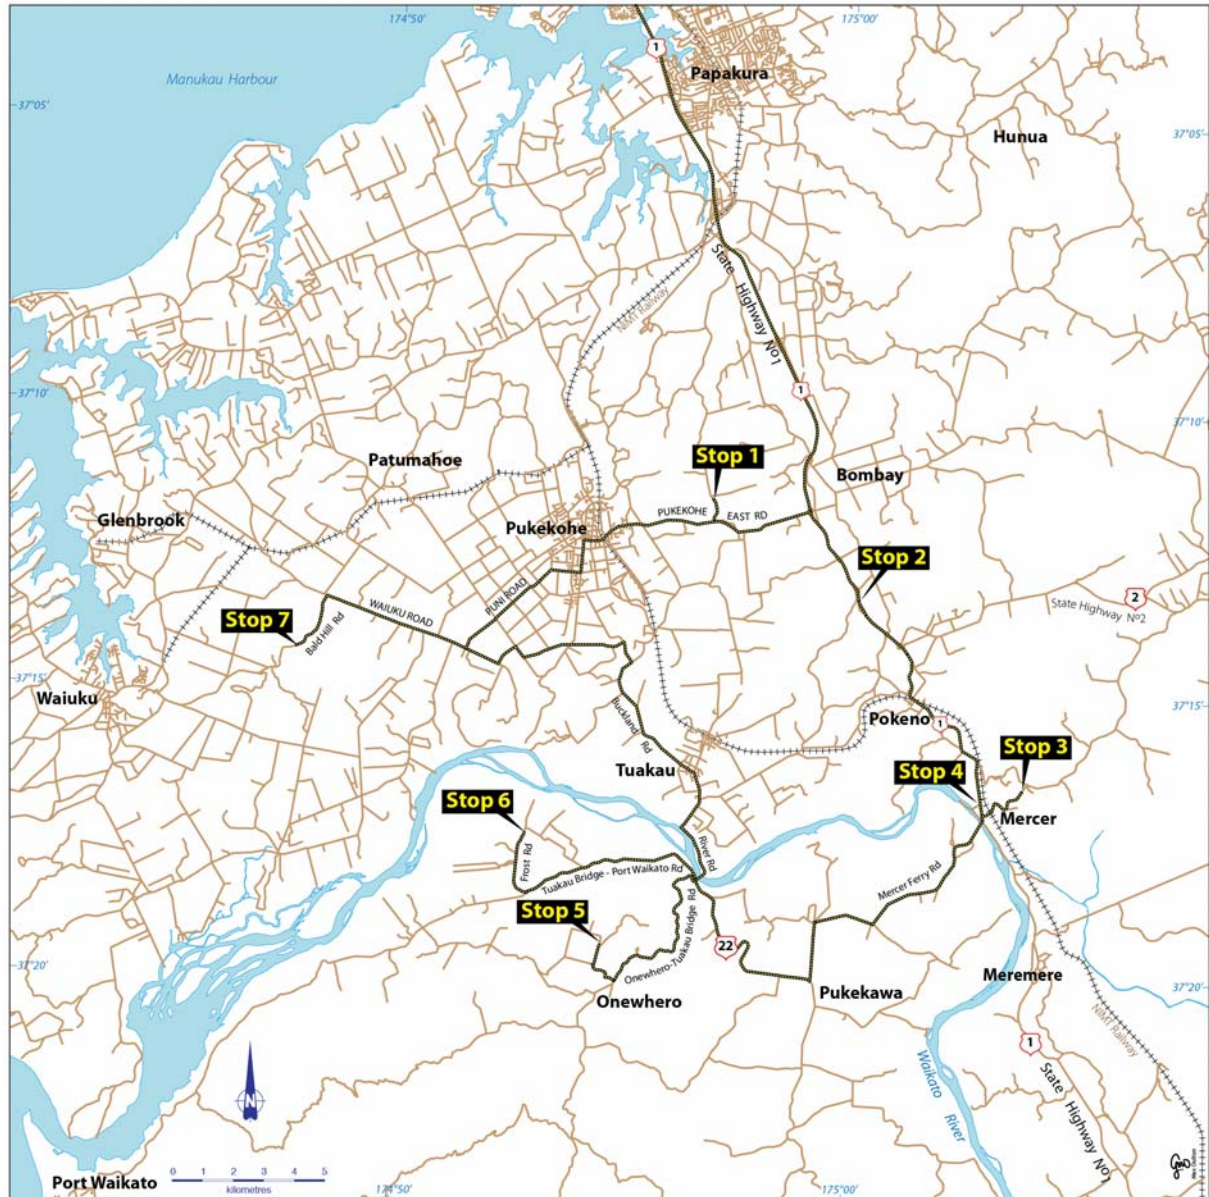 174°50'
175°00'
1
Papakura
Manukau Harbour
37°05'
37°05'
Hunua
State Highway Nº1
NIMT Railway
1
37°10'
37°10'
Stop 1
Patumahoe
Bombay
Glenbrook
Pukekohe
PUKEKOHE EAST RD
Stop 2
2
State Highway Nº2
PUNI ROAD
WAIUKU ROAD
Stop 7
Bald Hill Rd
37°15'
Waiuku
37°15'
Buckland Rd
Pokeno
1
Stop 3
Tuakau
Stop 4
Stop 6
Mercer
River Rd
Frost Rd
Tuakau Bridge - Port Waikato Rd
Mercer Ferry Rd
Stop 5
Onewhero-Tuakau Bridge Rd
22
37°20'
Onewhero
Pukekawa
Meremere
37°20'
NIMT Railway
1
State Highway Nº1
Waikato River
N
Port Waikato
0 1 2 3 4 5
kilometres
174°50'
175°00'